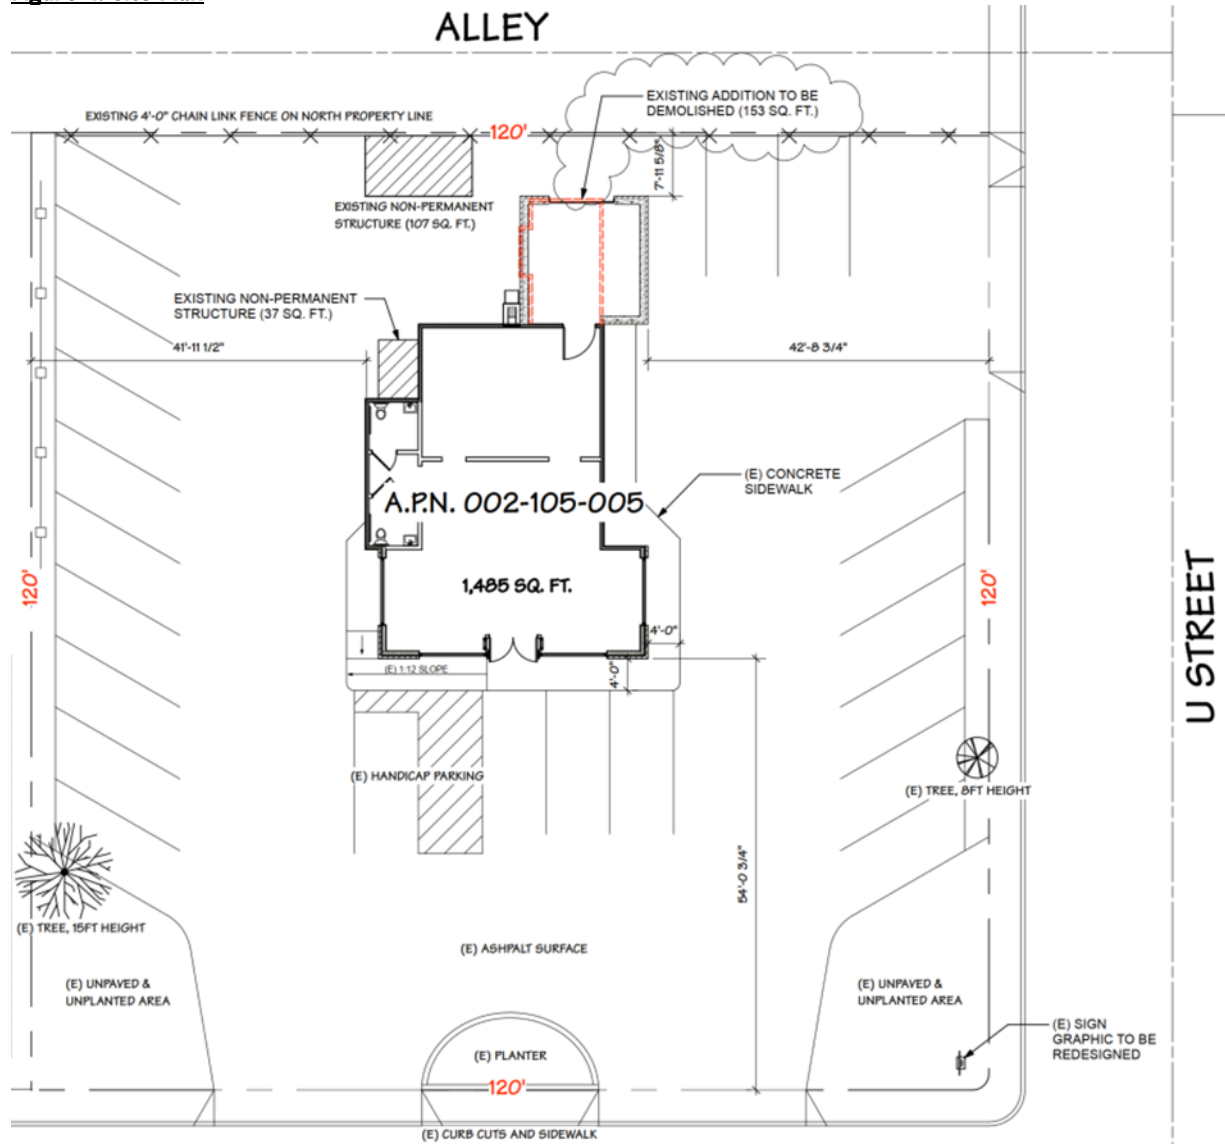 ALLEY
EXISTING ADDITION TO BE
DEMOLISHED (153 SQ. FT.)
EXISTING 4'-0" CHAIN LINK FENCE ON NORTH PROPERTY LINE
120'
7'-11 5/8"
EXISTING NON-PERMANENT
STRUCTURE (107 SQ. FT.)
EXISTING NON-PERMANENT
STRUCTURE (37 SQ. FT.)
41'-11 1/2"
42'-8 3/4"
(E) CONCRETE
SIDEWALK
A.P.N. 002-105-005
120'
1,485 SQ. FT.
120'
U STREET
4'-0"
(E) 1:12 SLOPE
4'-0"
(E) HANDICAP PARKING
(E) TREE, 8FT HEIGHT
54'-0 3/4"
(E) TREE, 15FT HEIGHT
(E) ASHPALT SURFACE
(E) UNPAVED &
UNPLANTED AREA
(E) UNPAVED &
UNPLANTED AREA
(E) SIGN
GRAPHIC TO BE
REDESIGNED
(E) PLANTER
120'
(E) CURB CUTS AND SIDEWALK